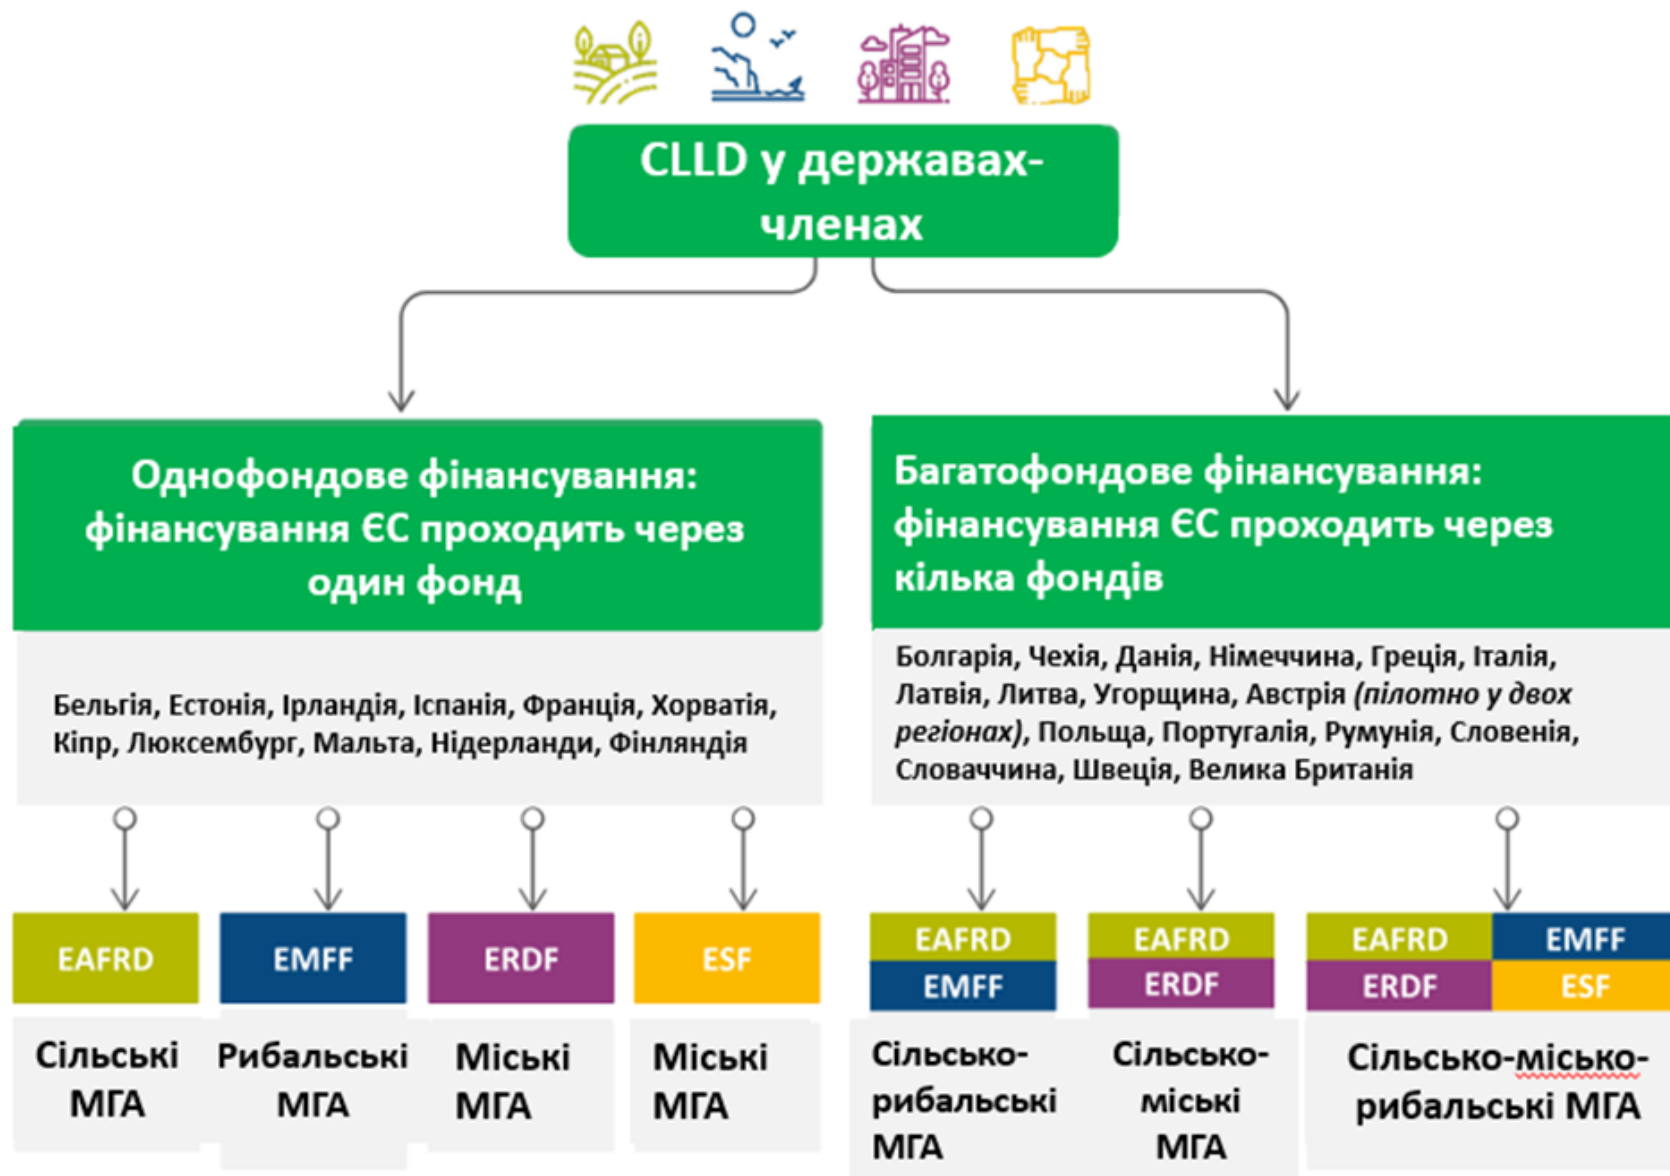 CLLD у державах-
членах
Однофондове фінансування:
фінансування ЄС проходить через
один фонд
Бельгія, Естонія, Ірландія, Іспанія, Франція, Хорватія,
Кіпр, Люксембург, Мальта, Нідерланди, Фінляндія
EAFRD
Сільські
МГА
EMFF
Рибальські
МГА
ERDF
Міські
МГА
ESF
Міські
МГА
Багатофондове фінансування:
фінансування ЄС проходить через
кілька фондів
Болгарія, Чехія, Данія, Німеччина, Греція, Італія,
Латвія, Литва, Угорщина, Австрія (пілотно у двох
регіонах), Польща, Португалія, Румунія, Словенія,
Словаччина, Швеція, Велика Британія
EAFRD
EMFF
Сільсько-
рибальські
МГА
EAFRD
ERDF
Сільсько-
міські
МГА
EAFRD EMFF
ERDF ESF
Сільсько-місько-
рибальські МГА